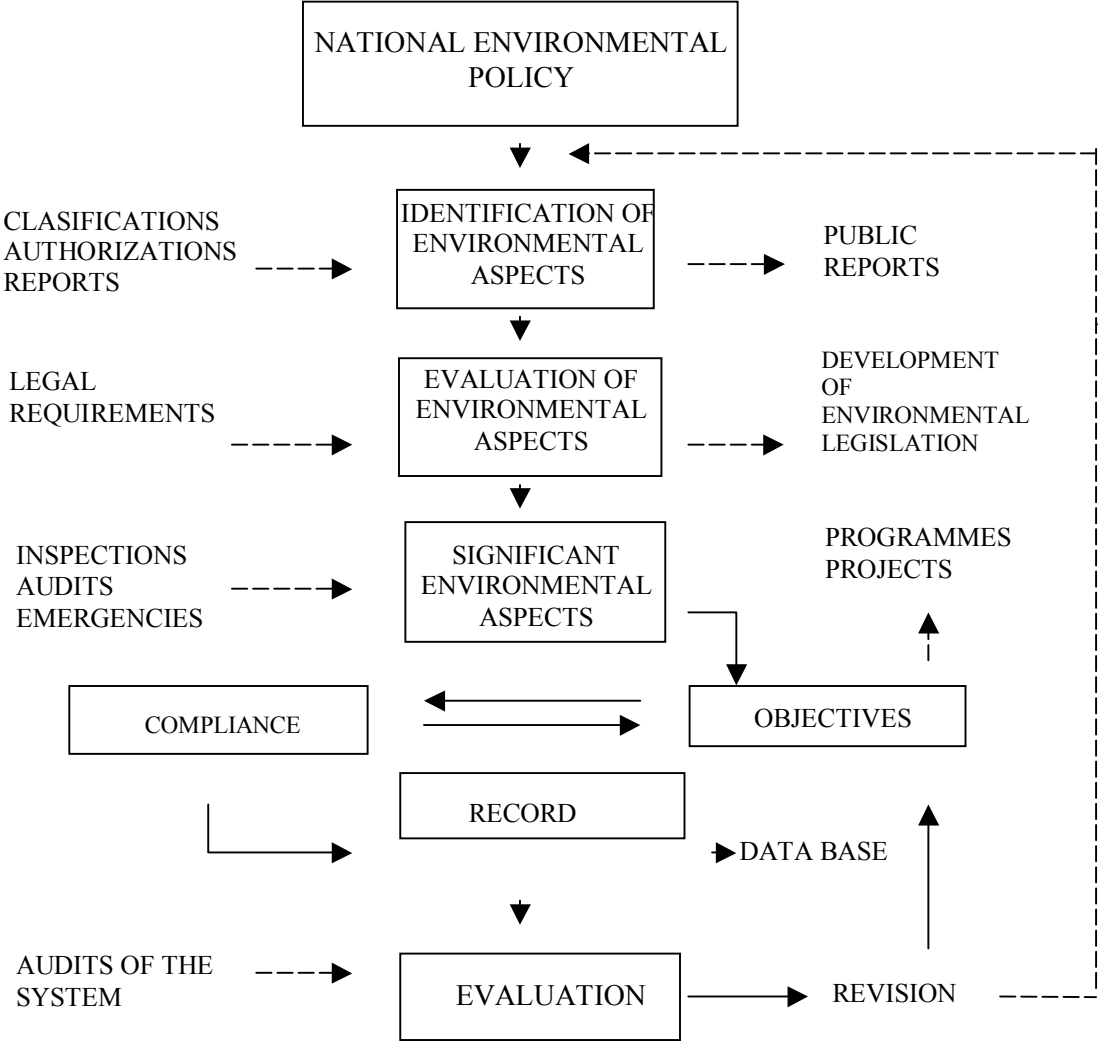 NATIONAL ENVIRONMENTAL
POLICY
CLASIFICATIONS
AUTHORIZATIONS
REPORTS
IDENTIFICATION OF
ENVIRONMENTAL
ASPECTS
PUBLIC
REPORTS
LEGAL
REQUIREMENTS
EVALUATION OF
ENVIRONMENTAL
ASPECTS
DEVELOPMENT
OF
ENVIRONMENTAL
LEGISLATION
INSPECTIONS
AUDITS
EMERGENCIES
SIGNIFICANT
ENVIRONMENTAL
ASPECTS
PROGRAMMES
PROJECTS
COMPLIANCE
OBJECTIVES
RECORD
DATA BASE
AUDITS OF THE
SYSTEM
EVALUATION
REVISION